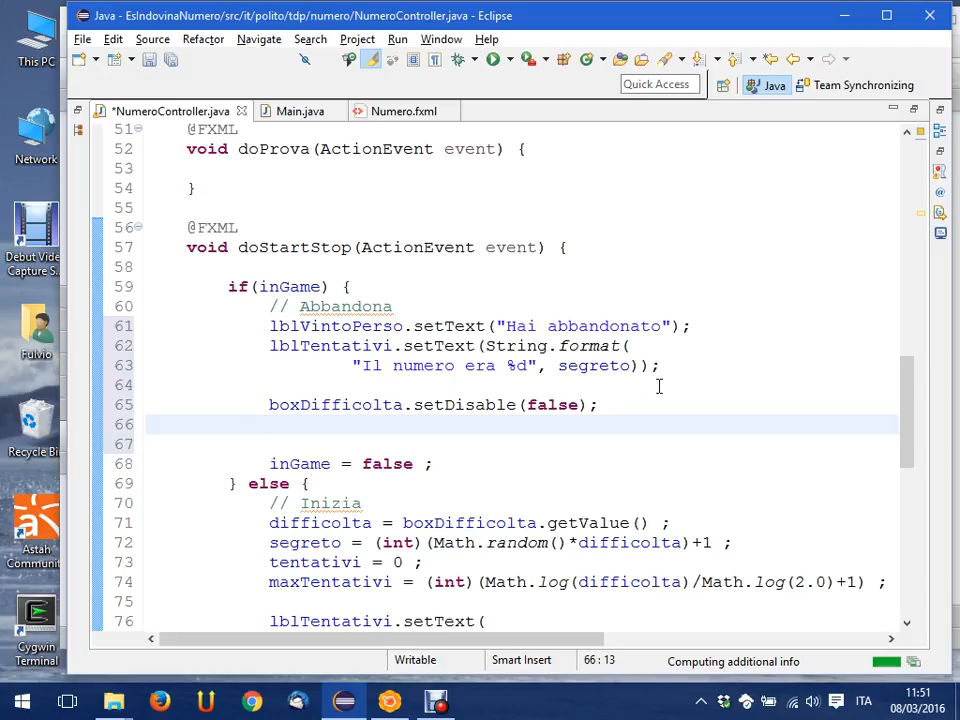 Java - EsIndovinaNumero/src/it/polito/tdp/numero/NumeroController.java - Eclipse
File Edit Source Refactor Navigate Search Project Run Window Help
Quick Access Java Team Synchronizing
*NumeroController.java Main.java Numero.fxml
51 @FXML
52 void doProva(ActionEvent event) {
53
54 }
55
56 @FXML
57 void doStartStop(ActionEvent event) {
58
59 if(inGame) {
60 // Abbandona
61 lblVintoPerso.setText("Hai abbandonato");
62 lblTentativi.setText(String.format(
63 "Il numero era %d", segreto));
64
65 boxDifficolta.setDisable(false);
66
67
68 inGame = false ;
69 } else {
70 // Inizia
71 difficolta = boxDifficolta.getValue() ;
72 segreto = (int)(Math.random()*difficolta)+1 ;
73 tentativi = 0 ;
74 maxTentativi = (int)(Math.log(difficolta)/Math.log(2.0)+1) ;
75
76 lblTentativi.setText(
Writable Smart Insert 66 : 13 Computing additional info
This PC
Network
Debut Vide
Capture S...
Fulvio
Recycle Bi
Astah
Communit
Cygwin
Terminal
ITA
11:51
08/03/2016